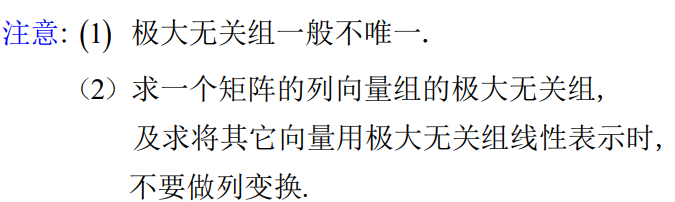 注意: (1) 极大无关组一般不唯一.
（2）求一个矩阵的列向量组的极大无关组,
及求将其它向量用极大无关组线性表示时,
不要做列变换.